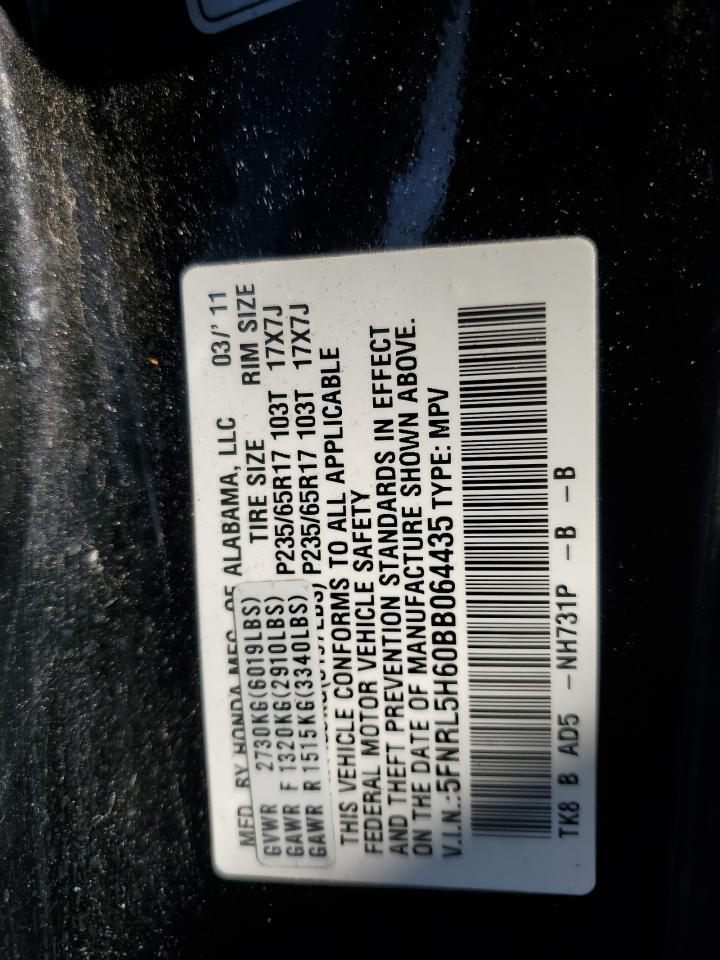 MFD. BY HONDA MFG. OF ALABAMA, LLC 03/'11
TIRE SIZE RIM SIZE
GVWR 2730KG(6019LBS)
GAWR F 1320KG(2910LBS) P235/65R17 103T 17X7J
GAWR R 1515KG(3340LBS) P235/65R17 103T 17X7J
THIS VEHICLE CONFORMS TO ALL APPLICABLE
FEDERAL MOTOR VEHICLE SAFETY
AND THEFT PREVENTION STANDARDS IN EFFECT
ON THE DATE OF MANUFACTURE SHOWN ABOVE.
V.I.N.:5FNRL5H60BB064435 TYPE: MPV
TK8 B AD5 -NH731P -B -B